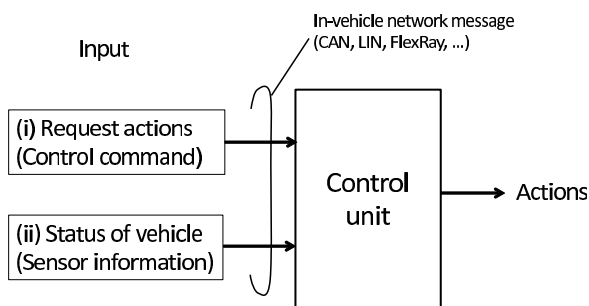 In-vehicle network message
(CAN, LIN, FlexRay, ...)
Input
(i) Request actions
(Control command)
Control
unit
Actions
(ii) Status of vehicle
(Sensor information)